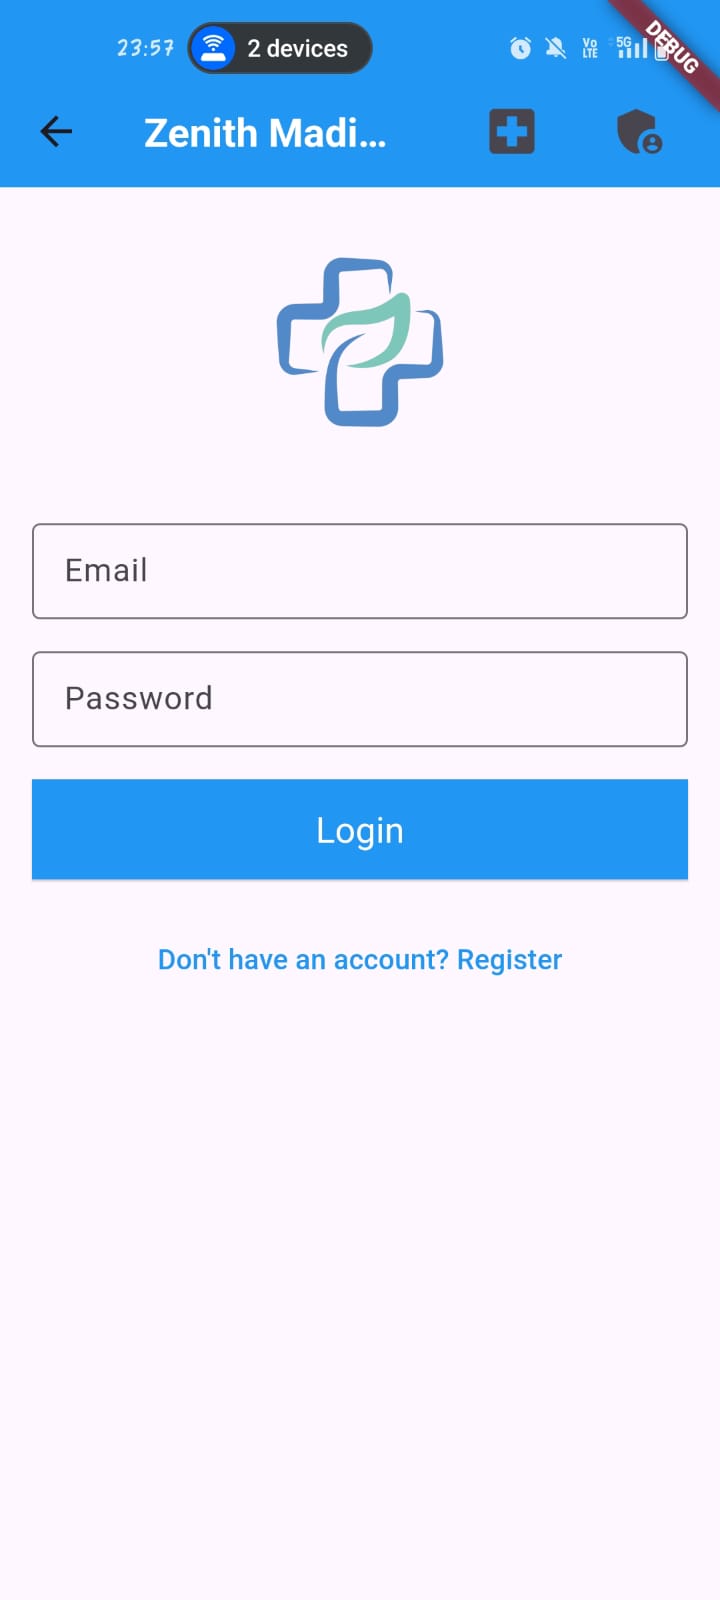 23:57 2 devices Vo LTE 5G DEBUG
Zenith Madi...
Email
Password
Login
Don't have an account? Register